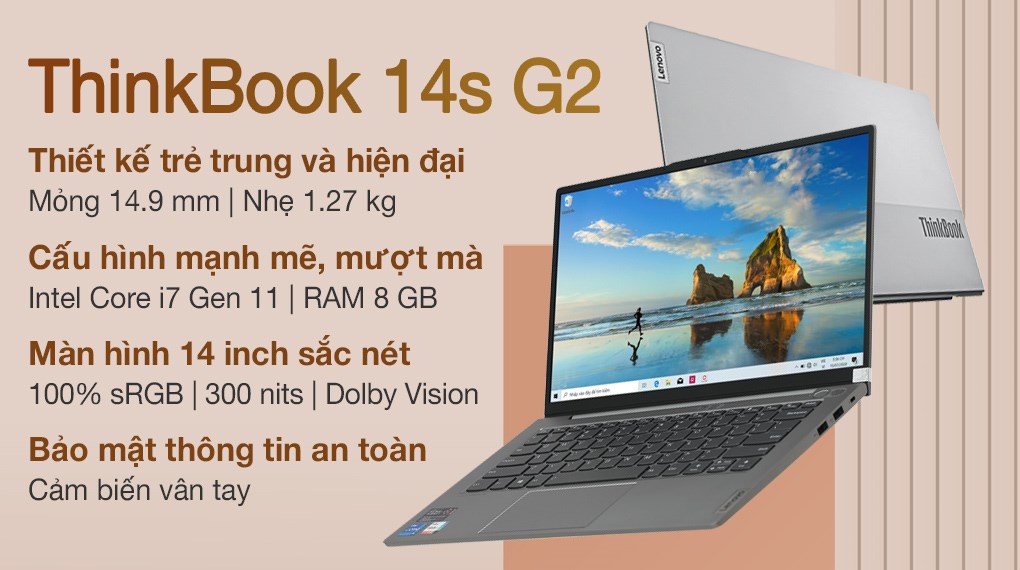 ThinkBook 14s G2
Thiết kế trẻ trung và hiện đại
Mỏng 14.9 mm | Nhẹ 1.27 kg
Cấu hình mạnh mẽ, mượt mà
Intel Core i7 Gen 11 | RAM 8 GB
Màn hình 14 inch sắc nét
100% sRGB | 300 nits | Dolby Vision
Bảo mật thông tin an toàn
Cảm biến vân tay
Lenovo
ThinkBook
Lenovo